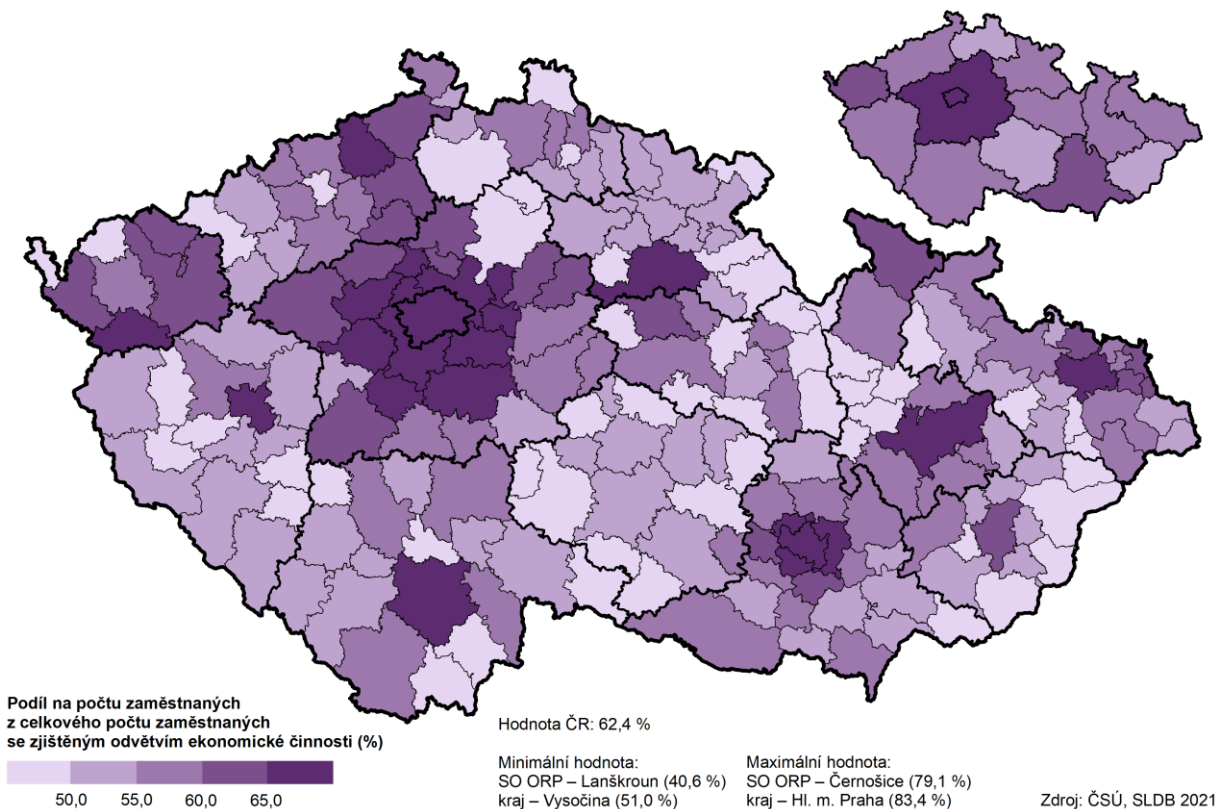 Podíl na počtu zaměstnaných
z celkového počtu zaměstnaných
se zjištěným odvětvím ekonomické činnosti (%)
50,0 55,0 60,0 65,0
Hodnota ČR: 62,4 %
Minimální hodnota:
SO ORP – Lanškroun (40,6 %)
kraj – Vysočina (51,0 %)
Maximální hodnota:
SO ORP – Černošice (79,1 %)
kraj – Hl. m. Praha (83,4 %)
Zdroj: ČSÚ, SLDB 2021